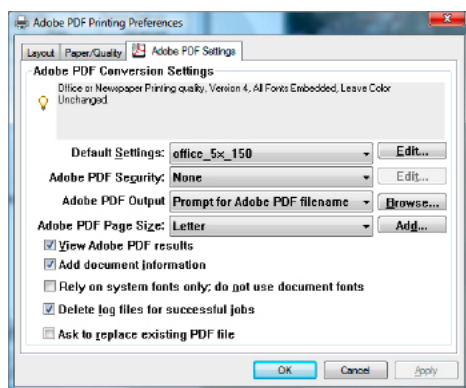 Adobe PDF Printing Preferences
Layout Paper/Quality Adobe PDF Settings
Adobe PDF Conversion Settings
Office or Newspaper Printing quality, Version 4, All Fonts Embedded, Leave Color
Unchanged.
Default Settings: office_5x_150 Edit...
Adobe PDF Security: None Edit...
Adobe PDF Output Prompt for Adobe PDF filename Browse...
Adobe PDF Page Size: Letter Add...
View Adobe PDF results
Add document information
Rely on system fonts only; do not use document fonts
Delete log files for successful jobs
Ask to replace existing PDF file
OK Cancel Apply